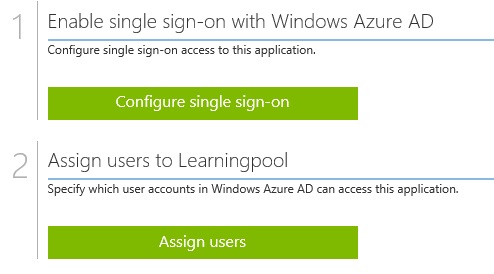 1
Enable single sign-on with Windows Azure AD
Configure single sign-on access to this application.
Configure single sign-on
2
Assign users to Learningpool
Specify which user accounts in Windows Azure AD can access this application.
Assign users